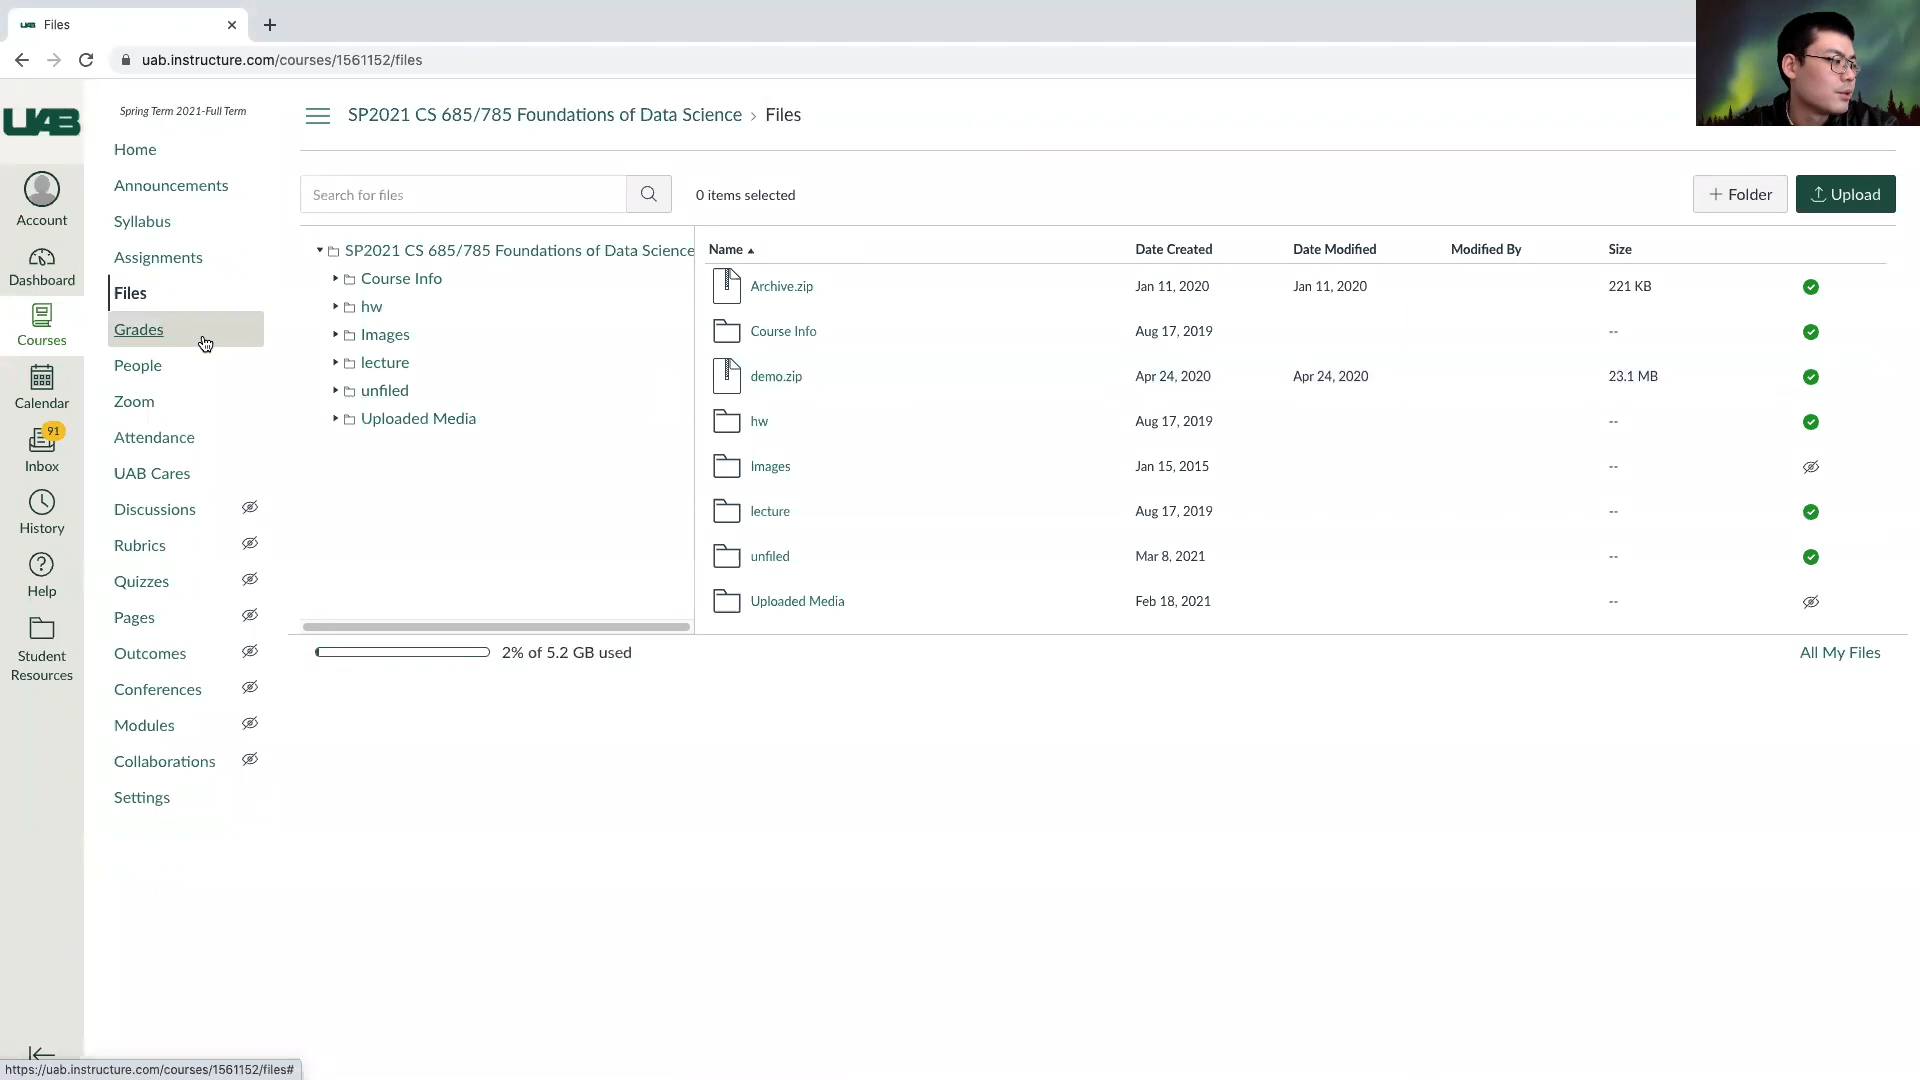 UAB Files
uab.instructure.com/courses/1561152/files
UAB
Account
Dashboard
Courses
Calendar
91
Inbox
History
Help
Student
Resources
Spring Term 2021-Full Term
Home
Announcements
Syllabus
Assignments
Files
Grades
People
Zoom
Attendance
UAB Cares
Discussions
Rubrics
Quizzes
Pages
Outcomes
Conferences
Modules
Collaborations
Settings
SP2021 CS 685/785 Foundations of Data Science > Files
Search for files
0 items selected
+ Folder
Upload
SP2021 CS 685/785 Foundations of Data Science
Course Info
hw
Images
lecture
unfiled
Uploaded Media
Name Date Created Date Modified Modified By Size
Archive.zip Jan 11, 2020 Jan 11, 2020 221 KB
Course Info Aug 17, 2019 --
demo.zip Apr 24, 2020 Apr 24, 2020 23.1 MB
hw Aug 17, 2019 --
Images Jan 15, 2015 --
lecture Aug 17, 2019 --
unfiled Mar 8, 2021 --
Uploaded Media Feb 18, 2021 --
2% of 5.2 GB used
All My Files
https://uab.instructure.com/courses/1561152/files#